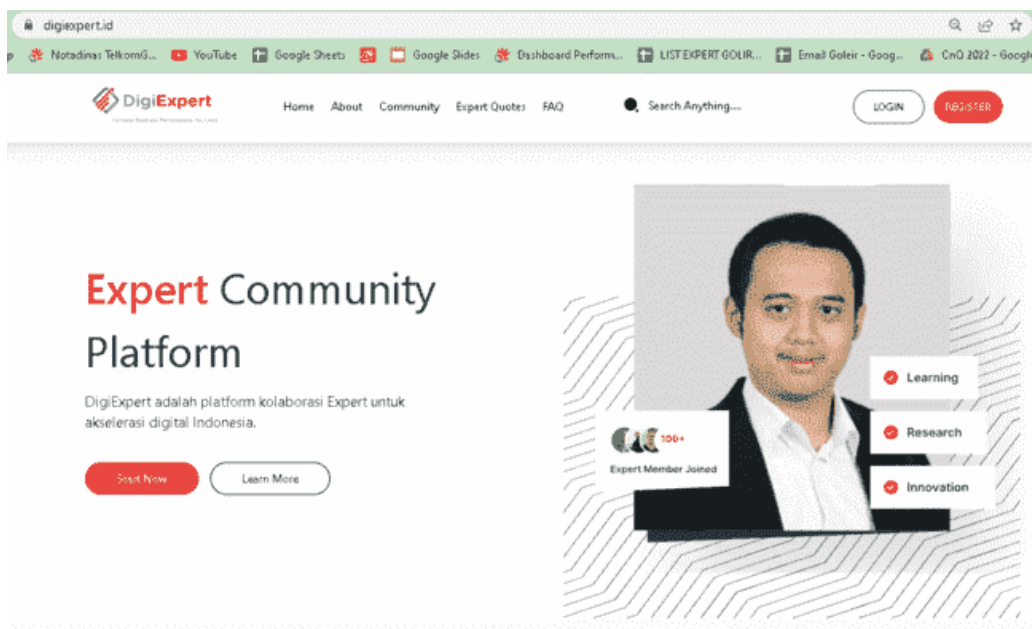 digiexpert.id
Notadinas TelkomG... YouTube Google Sheets Google Slides Dashboard Perform... LIST EXPERT GOLIR... Email Goleir - Goog... CnO 2022 - Google
DigiExpert
Home About Community Expert Quotes FAQ Search Anything.... LOGIN REGISTER
Expert Community
Platform
DigiExpert adalah platform kolaborasi Expert untuk
akselerasi digital Indonesia.
Start Now Learn More
100+
Expert Member Joined
Learning
Research
Innovation